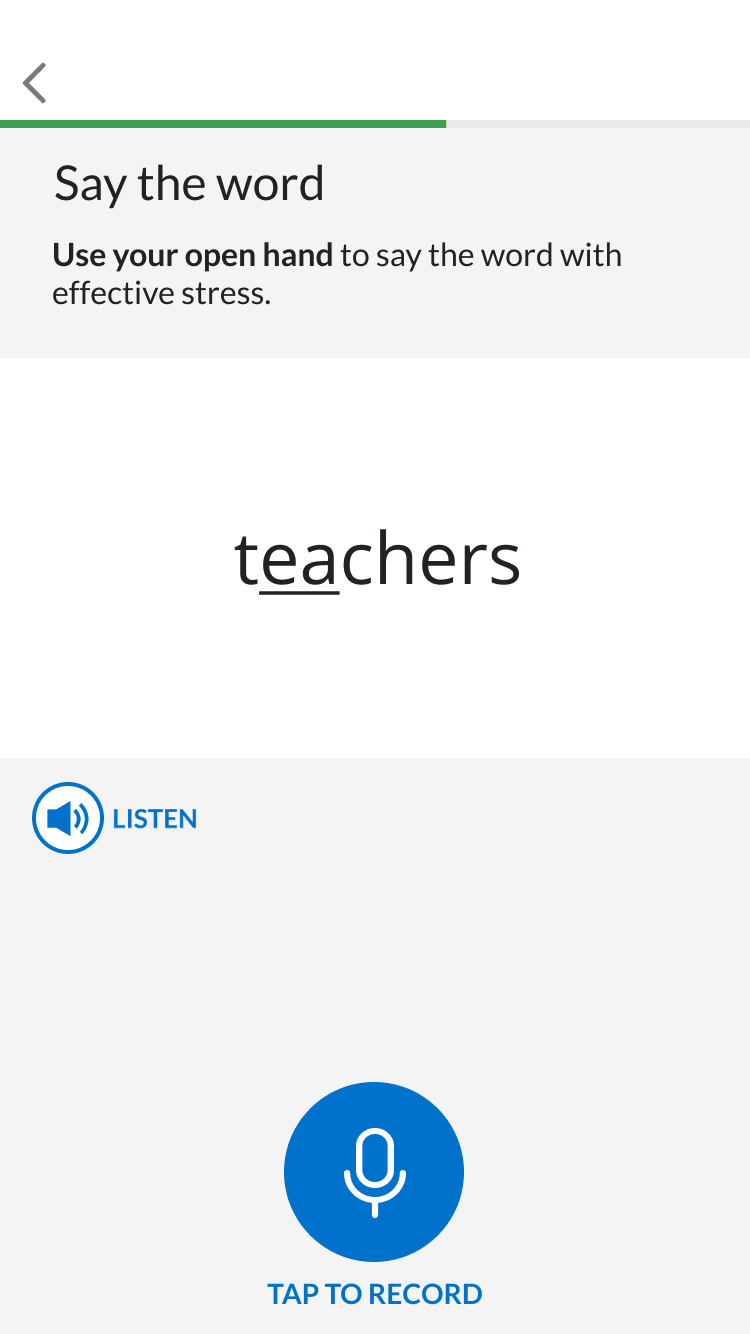 Say the word
Use your open hand to say the word with
effective stress.
teachers
LISTEN
TAP TO RECORD